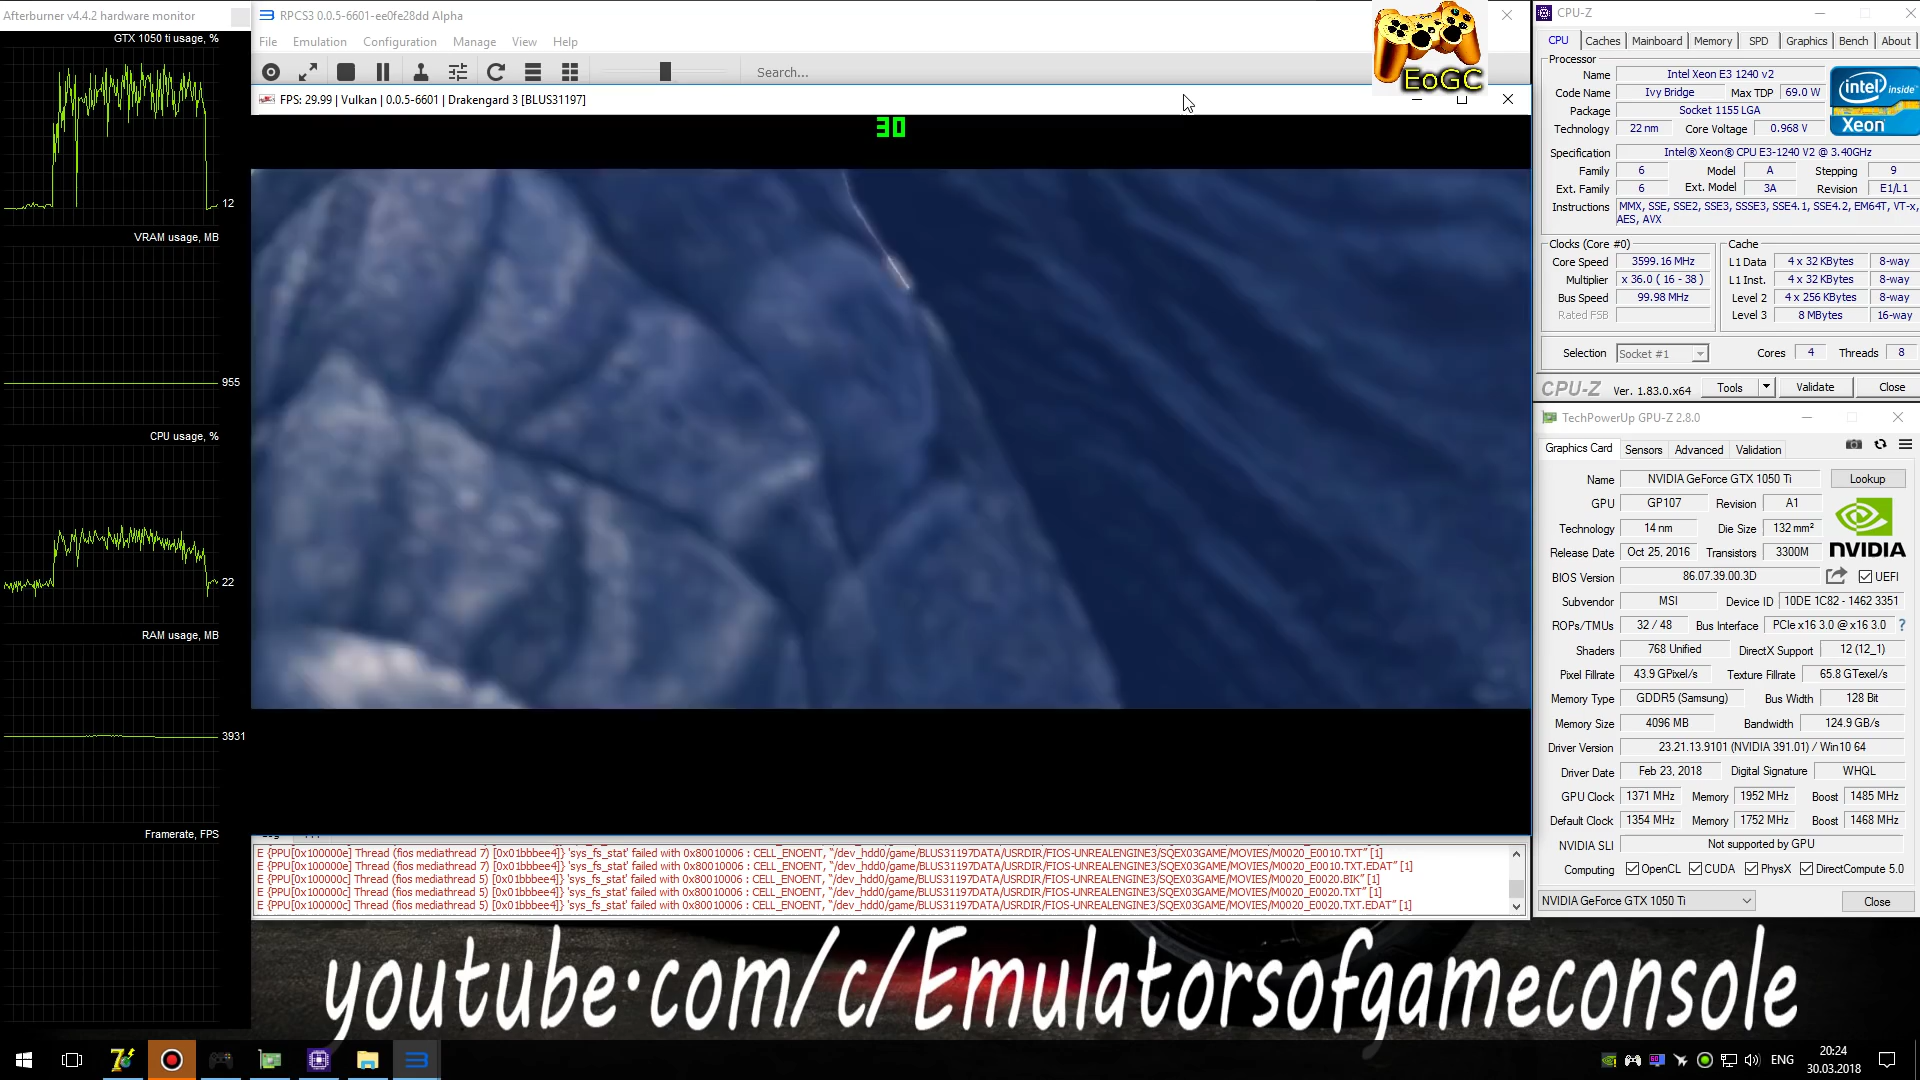 Afterburner v4.4.2 hardware monitor
GTX 1050 ti usage, %
12
VRAM usage, MB
955
CPU usage, %
22
RAM usage, MB
3931
Framerate, FPS
RPCS3 0.0.5-6601-ee0fe28dd Alpha
File Emulation Configuration Manage View Help
Search...
EoGC
FPS: 29.99 | Vulkan | 0.0.5-6601 | Drakengard 3 [BLUS31197]
30
E {PPU[0x100000e] Thread (fios mediathread 7) [0x01bbbee4]} 'sys_fs_stat' failed with 0x80010006 : CELL_ENOENT, “/dev_hdd0/game/BLUS31197DATA/USRDIR/FIOS-UNREALENGINE3/SQEX03GAME/MOVIES/M0020_E0010.TXT” [1]
E {PPU[0x100000e] Thread (fios mediathread 7) [0x01bbbee4]} 'sys_fs_stat' failed with 0x80010006 : CELL_ENOENT, “/dev_hdd0/game/BLUS31197DATA/USRDIR/FIOS-UNREALENGINE3/SQEX03GAME/MOVIES/M0020_E0010.TXT.EDAT” [1]
E {PPU[0x100000c] Thread (fios mediathread 5) [0x01bbbee4]} 'sys_fs_stat' failed with 0x80010006 : CELL_ENOENT, “/dev_hdd0/game/BLUS31197DATA/USRDIR/FIOS-UNREALENGINE3/SQEX03GAME/MOVIES/M0020_E0020.BIK” [1]
E {PPU[0x100000c] Thread (fios mediathread 5) [0x01bbbee4]} 'sys_fs_stat' failed with 0x80010006 : CELL_ENOENT, “/dev_hdd0/game/BLUS31197DATA/USRDIR/FIOS-UNREALENGINE3/SQEX03GAME/MOVIES/M0020_E0020.TXT” [1]
E {PPU[0x100000c] Thread (fios mediathread 5) [0x01bbbee4]} 'sys_fs_stat' failed with 0x80010006 : CELL_ENOENT, “/dev_hdd0/game/BLUS31197DATA/USRDIR/FIOS-UNREALENGINE3/SQEX03GAME/MOVIES/M0020_E0020.TXT.EDAT” [1]
CPU-Z
CPU Caches Mainboard Memory SPD Graphics Bench About
Processor
Name Intel Xeon E3 1240 v2
Code Name Ivy Bridge Max TDP 69.0 W
Package Socket 1155 LGA
Technology 22 nm Core Voltage 0.968 V
intel inside
Xeon
Specification Intel® Xeon® CPU E3-1240 V2 @ 3.40GHz
Family 6 Model A Stepping 9
Ext. Family 6 Ext. Model 3A Revision E1/L1
Instructions MMX, SSE, SSE2, SSE3, SSSE3, SSE4.1, SSE4.2, EM64T, VT-x,
AES, AVX
Clocks (Core #0) Cache
Core Speed 3599.16 MHz L1 Data 4 x 32 KBytes 8-way
Multiplier x 36.0 ( 16 - 38 ) L1 Inst. 4 x 32 KBytes 8-way
Bus Speed 99.98 MHz Level 2 4 x 256 KBytes 8-way
Rated FSB Level 3 8 MBytes 16-way
Selection Socket #1 Cores 4 Threads 8
CPU-Z Ver. 1.83.0.x64 Tools Validate Close
TechPowerUp GPU-Z 2.8.0
Graphics Card Sensors Advanced Validation
Name NVIDIA GeForce GTX 1050 Ti Lookup
GPU GP107 Revision A1
Technology 14 nm Die Size 132 mm²
Release Date Oct 25, 2016 Transistors 3300M
NVIDIA
BIOS Version 86.07.39.00.3D UEFI
Subvendor MSI Device ID 10DE 1C82 - 1462 3351
ROPs/TMUs 32 / 48 Bus Interface PCIe x16 3.0 @ x16 3.0 ?
Shaders 768 Unified DirectX Support 12 (12_1)
Pixel Fillrate 43.9 GPixel/s Texture Fillrate 65.8 GTexel/s
Memory Type GDDR5 (Samsung) Bus Width 128 Bit
Memory Size 4096 MB Bandwidth 124.9 GB/s
Driver Version 23.21.13.9101 (NVIDIA 391.01) / Win10 64
Driver Date Feb 23, 2018 Digital Signature WHQL
GPU Clock 1371 MHz Memory 1952 MHz Boost 1485 MHz
Default Clock 1354 MHz Memory 1752 MHz Boost 1468 MHz
NVIDIA SLI Not supported by GPU
Computing OpenCL CUDA PhysX DirectCompute 5.0
NVIDIA GeForce GTX 1050 Ti Close
youtube.com/c/Emulatorsofgameconsole
ENG
20:24
30.03.2018